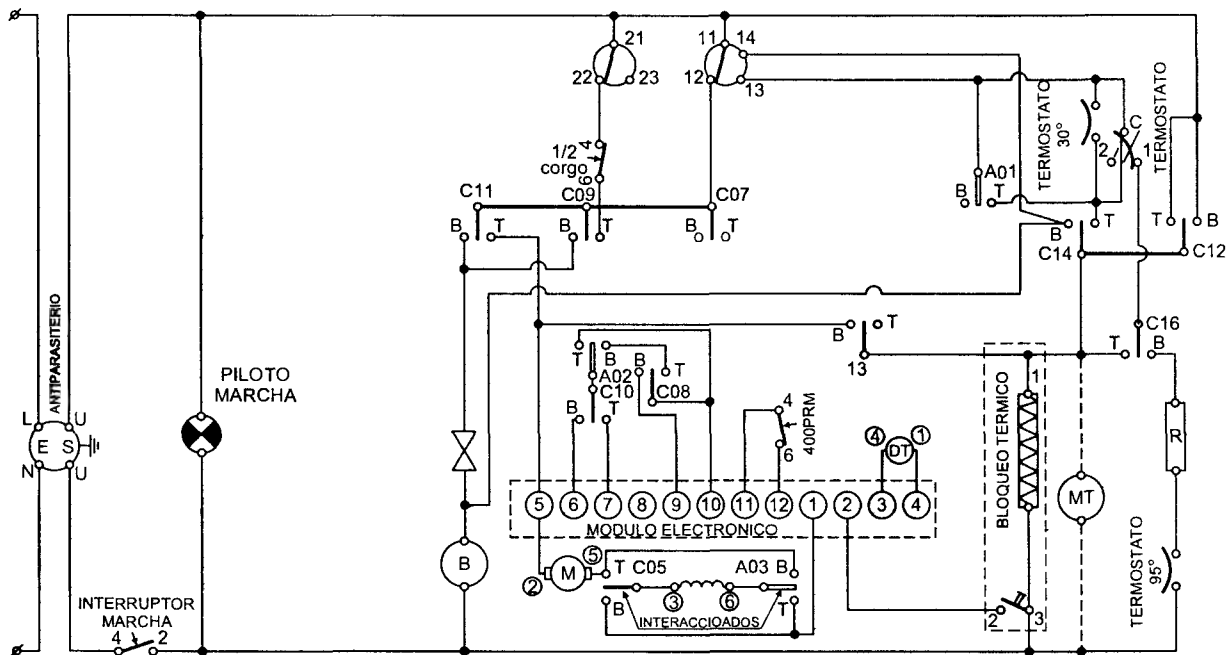 21
22
23
11
14
12
13
4
1/2
corgo
6
TERMOSTATO
30°
C
2
1
TERMOSTATO
A01
B
T
C11
C09
C07
B
T
B
T
B
T
B
T
C14
T
B
C12
ANTIPARASITERIO
PILOTO
MARCHA
L
U
E
S
N
U
T
B
A02
C10
B
T
B
T
C08
B
T
13
4
400PRM
6
4
DT
1
T
B
C16
BLOQUEO TERMICO
1
R
MT
TERMOSTATO
95°
5
6
7
8
9
10
11
12
1
2
3
4
MODULO ELECTRONICO
B
2
M
5
T
C05
A03
B
3
6
B
INTERACCIOADOS
T
2
3
INTERRUPTOR
MARCHA
4
2